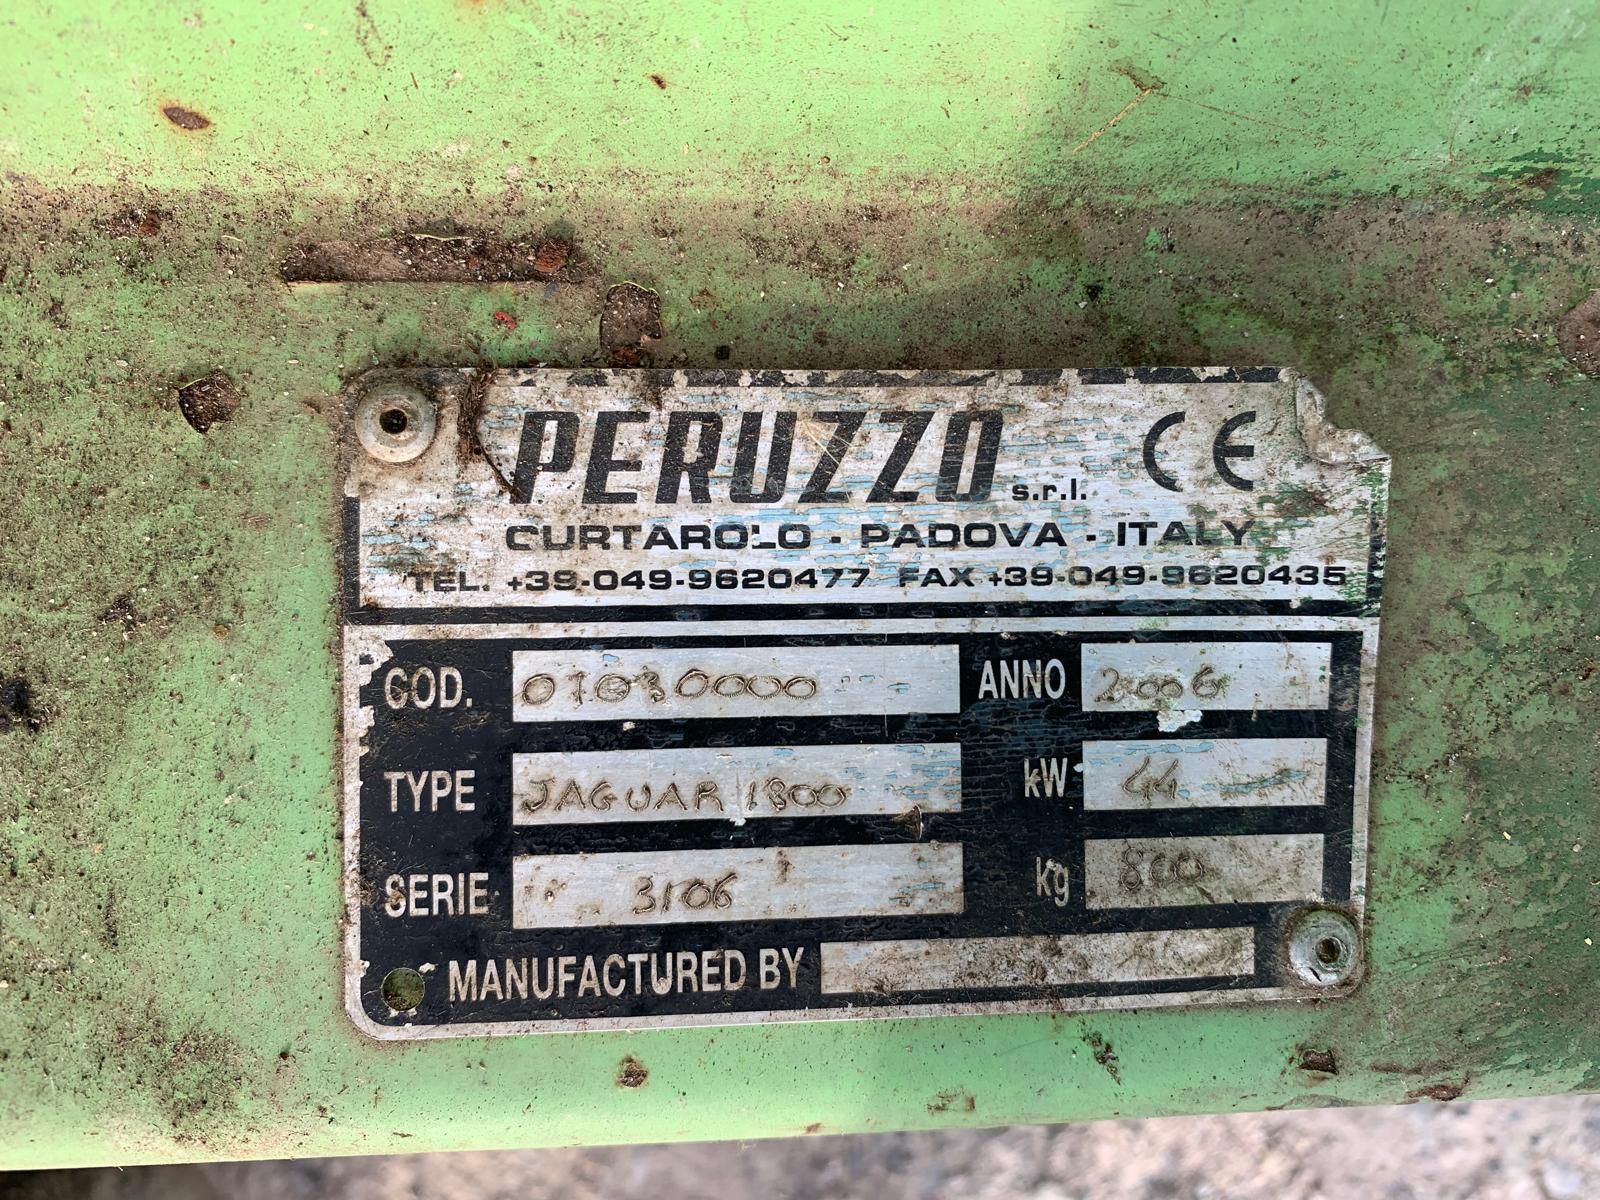 PERUZZO s.r.l. CE
CURTAROLO - PADOVA - ITALY
TEL. +39-049-9620477 FAX +39-049-9620435
COD. 07030000 ANNO 2006
TYPE JAGUAR 1800 kW 44
SERIE 3106 kg 800
MANUFACTURED BY